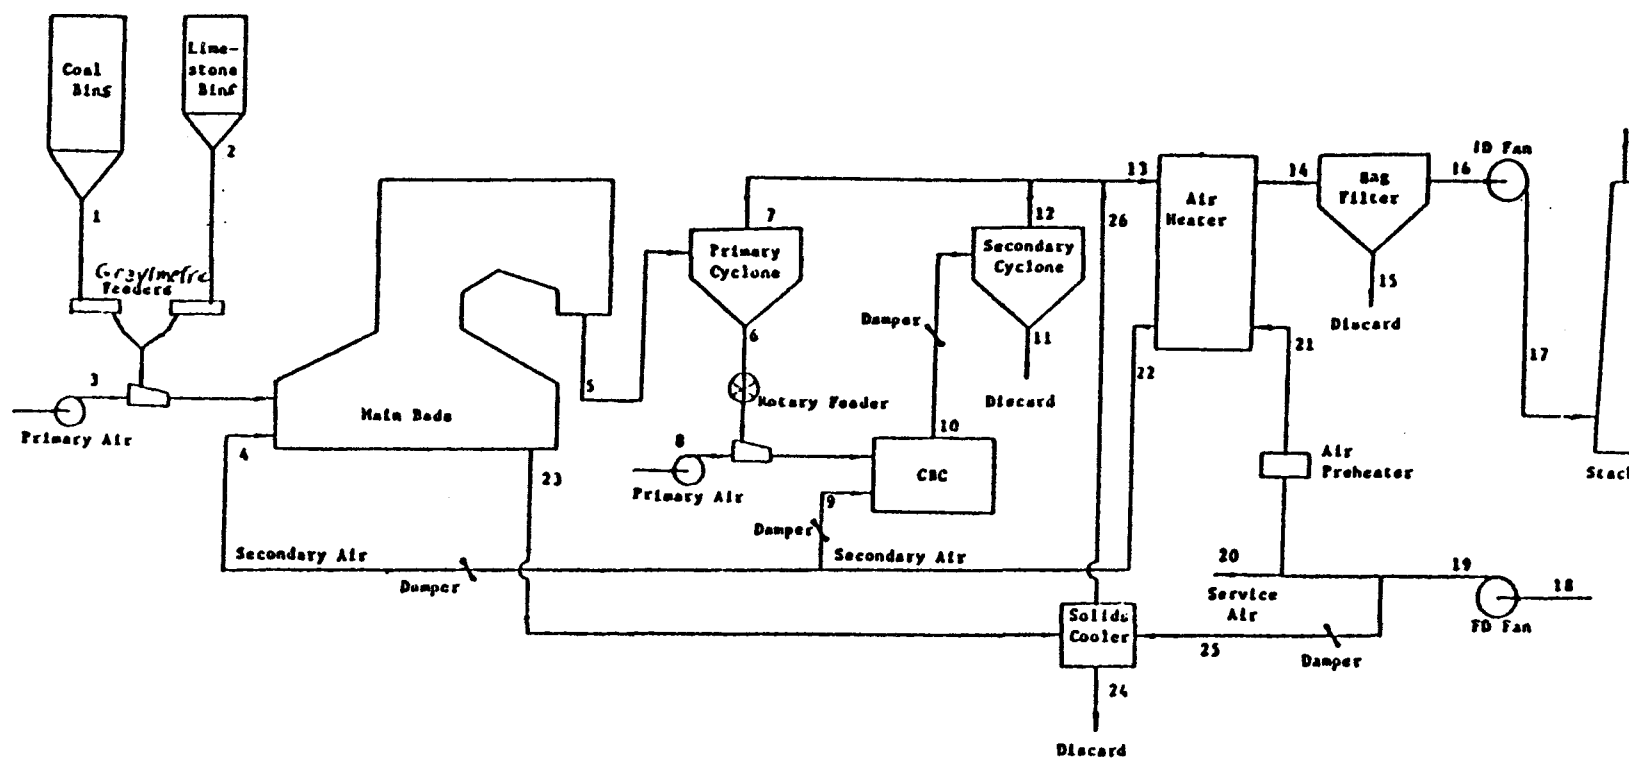 Coal
Bins
Lime-
stone
Bins
1
2
Gravimetric
Feeders
3
Primary Air
4
Main Beds
5
23
Primary
Cyclone
7
6
Rotary Feeder
8
Primary Air
CBC
9
10
Damper
Damper
Secondary
Cyclone
12
11
Discard
26
13
Air
Heater
14
Bag
Filter
15
Discard
16
ID Fan
17
Stack
22
21
Air
Preheater
Secondary Air
Damper
Secondary Air
20
Service
Air
19
18
FD Fan
Solids
Cooler
25
Damper
24
Discard